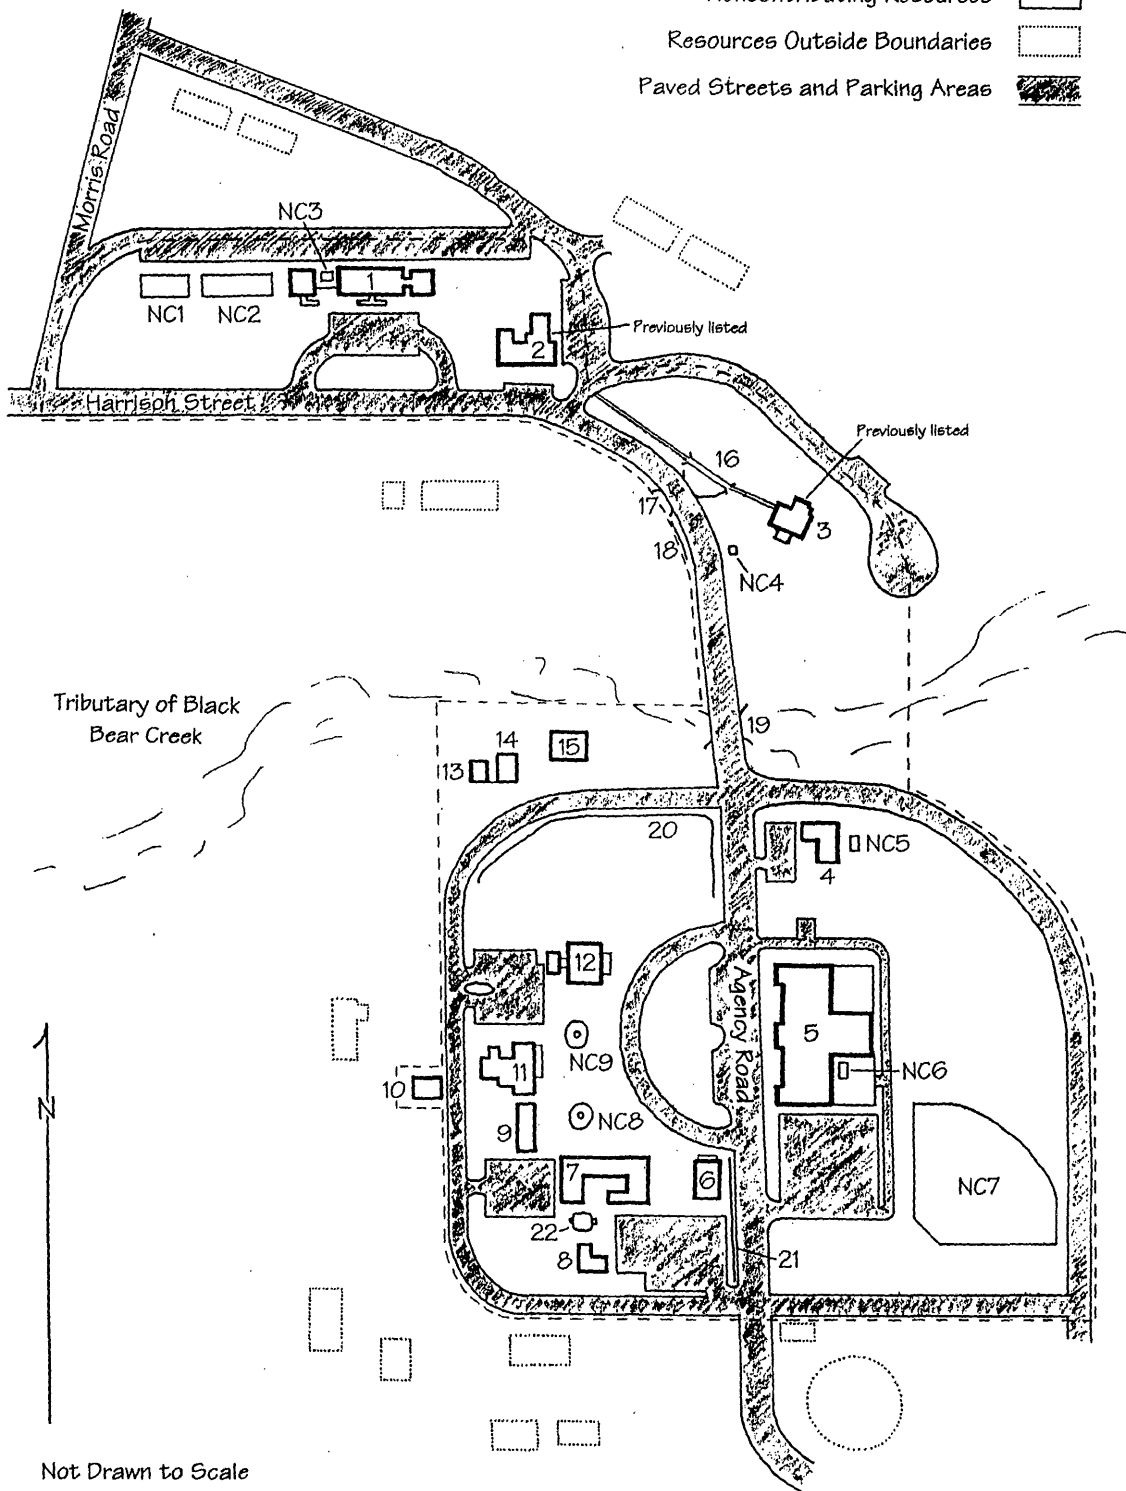 Noncontributing Resources
Resources Outside Boundaries
Paved Streets and Parking Areas
Morris Road
NC3
1
NC1
NC2
Previously listed
2
Harrison Street
Previously listed
16
17
3
18
NC4
Tributary of Black
Bear Creek
19
14
15
13
20
NC5
4
12
Agency Road
5
NC9
11
NC6
10
NC8
9
7
6
NC7
22
8
21
N
Not Drawn to Scale